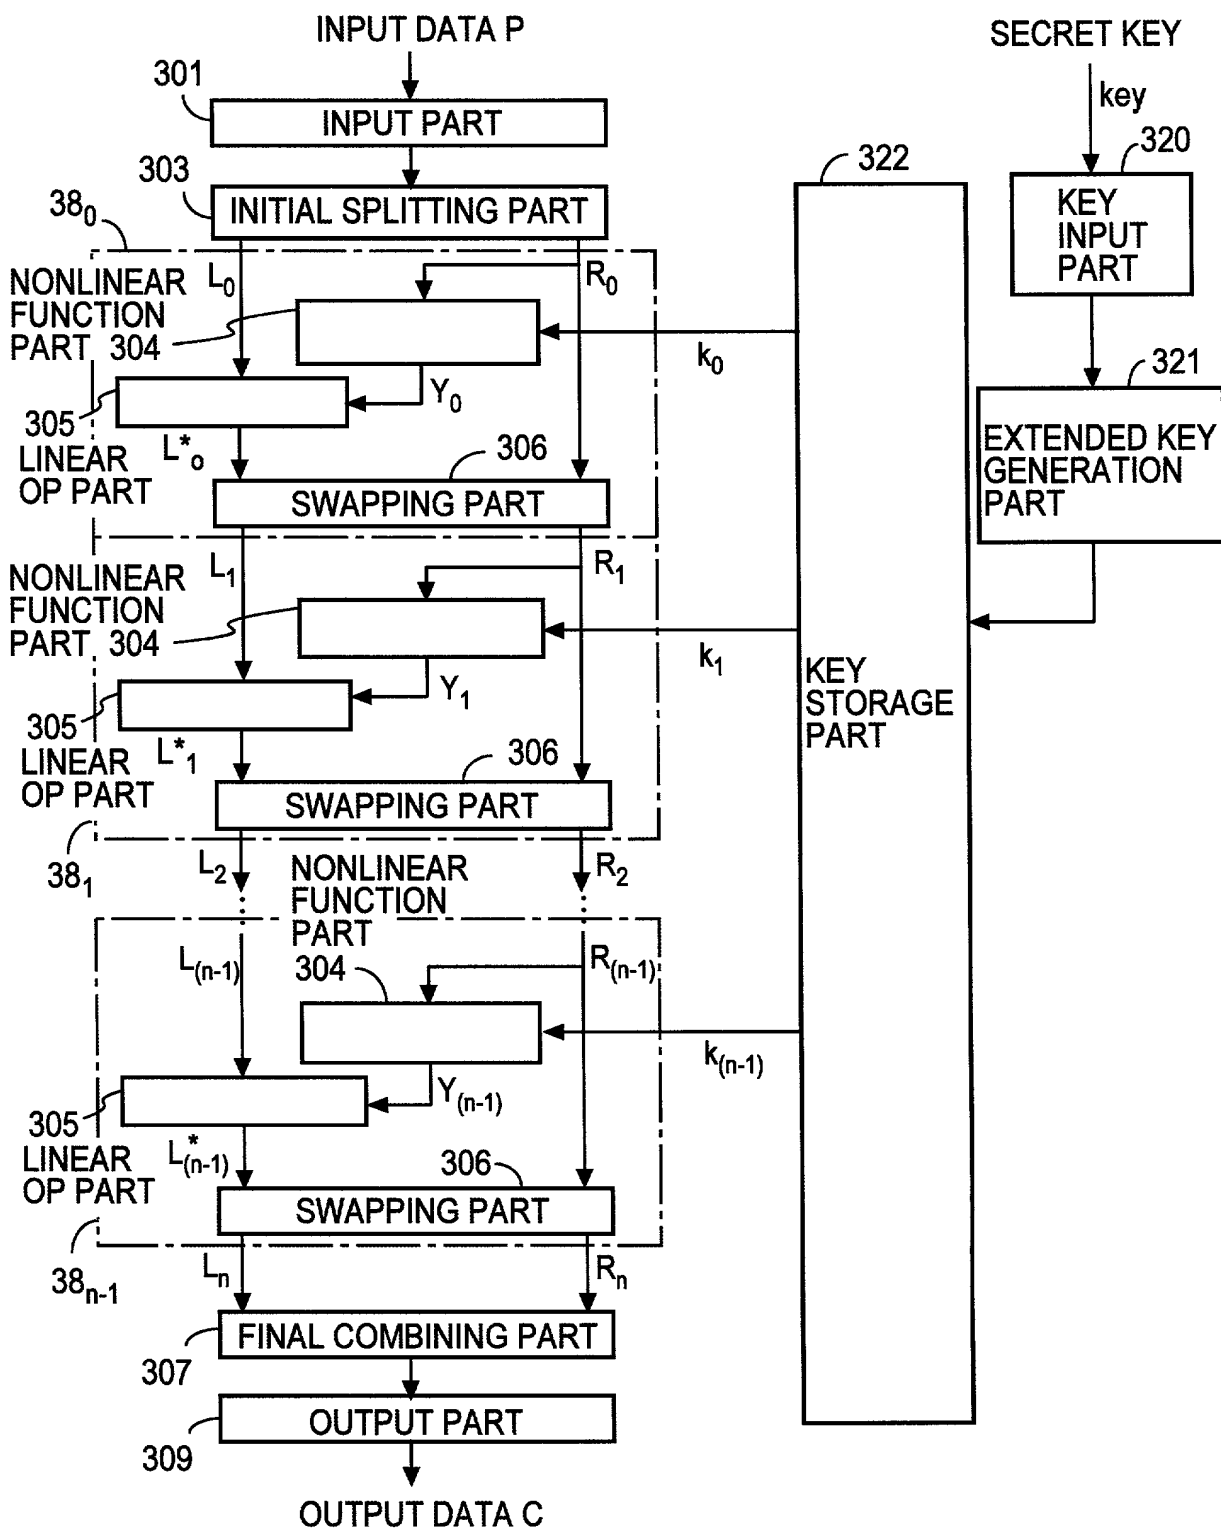 INPUT DATA P
SECRET KEY
301
key
INPUT PART
320
322
303
38₀
INITIAL SPLITTING PART
KEY
INPUT
PART
L₀
R₀
NONLINEAR
FUNCTION
PART 304
k₀
321
Y₀
305
LINEAR
OP PART
L*ₒ
306
EXTENDED KEY
GENERATION
PART
SWAPPING PART
L₁
R₁
NONLINEAR
FUNCTION
PART 304
k₁
KEY
STORAGE
PART
Y₁
305
LINEAR
OP PART
L*₁
306
SWAPPING PART
38₁
L₂
R₂
NONLINEAR
FUNCTION
PART
304
L₍ₙ₋₁₎
R₍ₙ₋₁₎
k₍ₙ₋₁₎
Y₍ₙ₋₁₎
305
LINEAR
OP PART
L*₍ₙ₋₁₎
306
SWAPPING PART
38ₙ₋₁
Lₙ
Rₙ
FINAL COMBINING PART
307
OUTPUT PART
309
OUTPUT DATA C